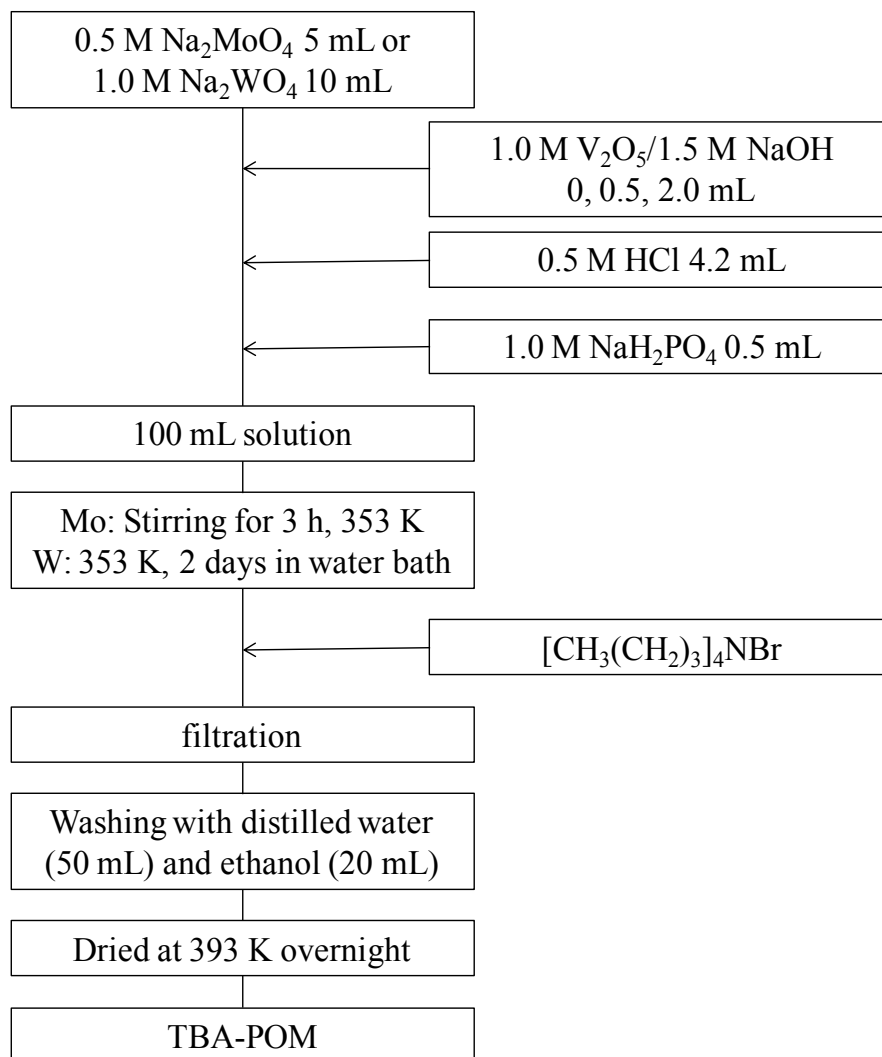 0.5 M Na₂MoO₄ 5 mL or
1.0 M Na₂WO₄ 10 mL
1.0 M V₂O₅/1.5 M NaOH
0, 0.5, 2.0 mL
0.5 M HCl 4.2 mL
1.0 M NaH₂PO₄ 0.5 mL
100 mL solution
Mo: Stirring for 3 h, 353 K
W: 353 K, 2 days in water bath
[CH₃(CH₂)₃]₄NBr
filtration
Washing with distilled water
(50 mL) and ethanol (20 mL)
Dried at 393 K overnight
TBA-POM